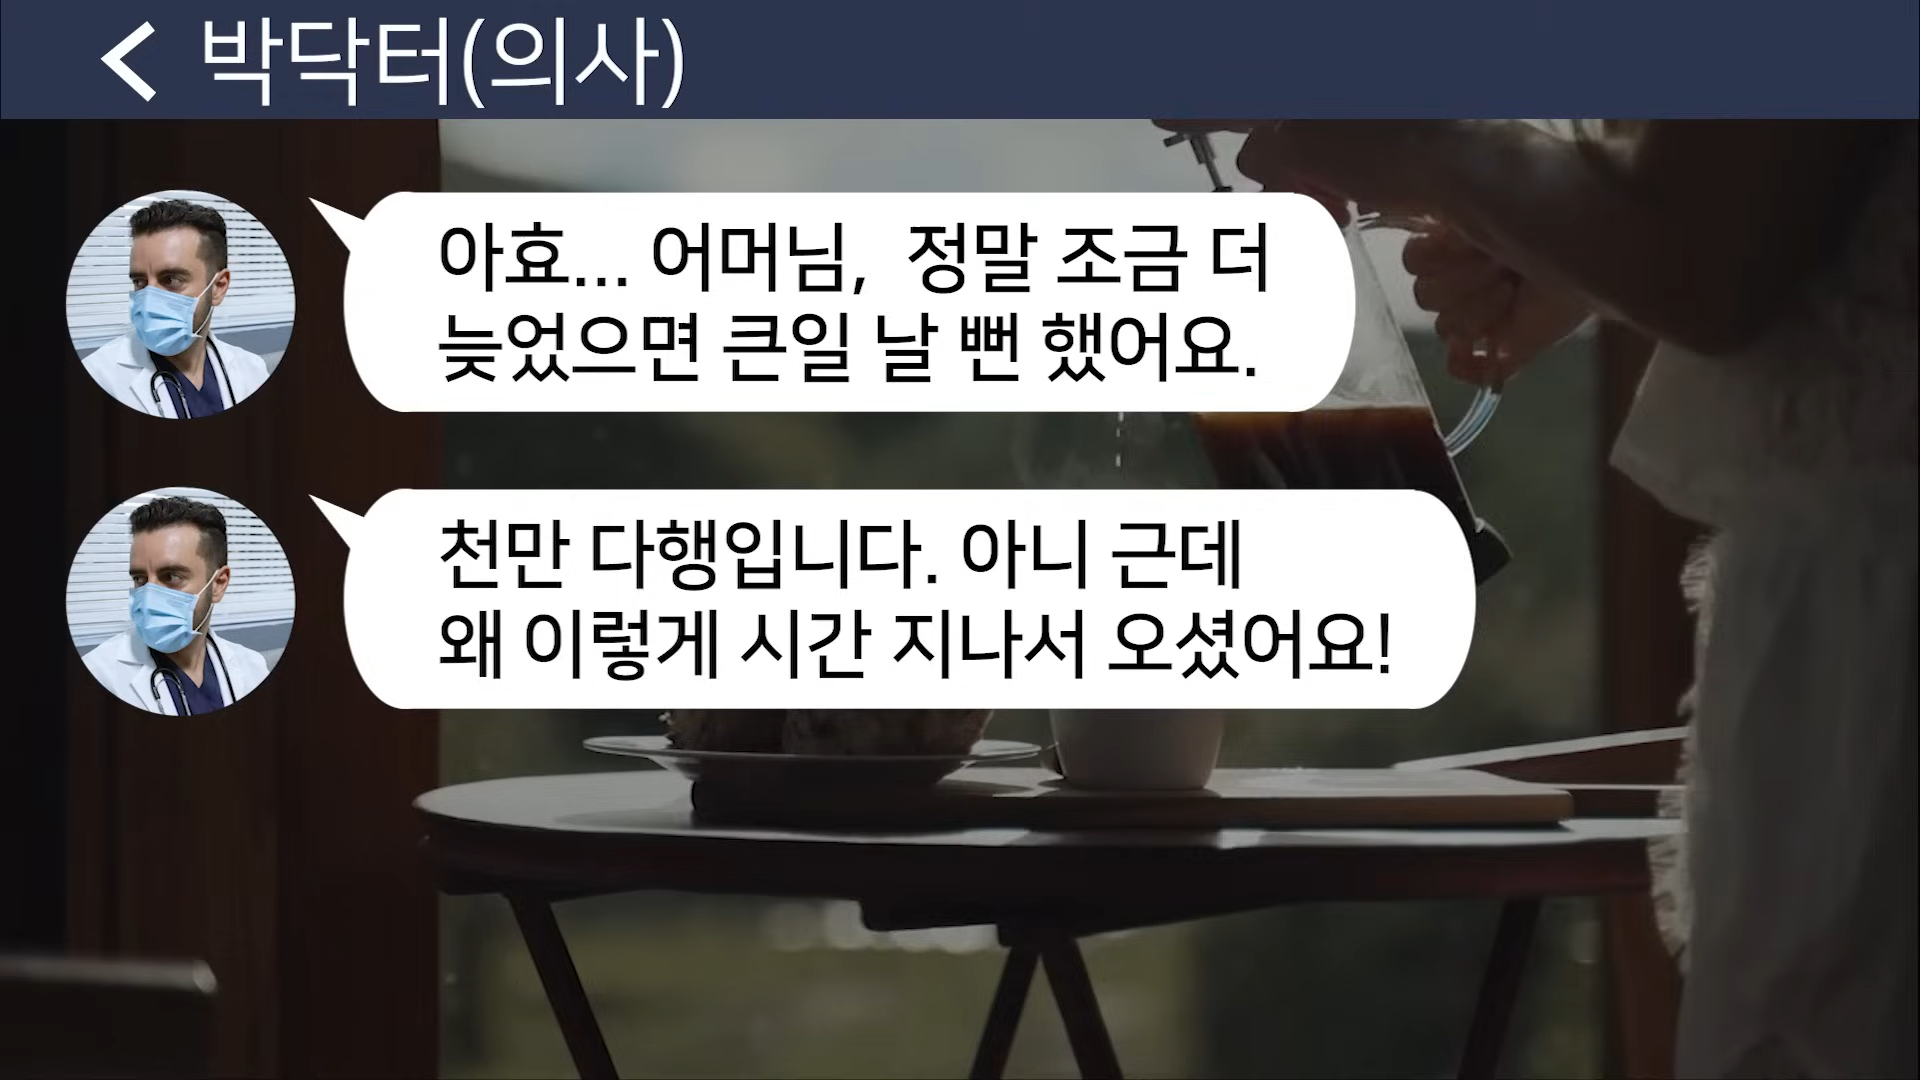 박닥터(의사)
아효... 어머님, 정말 조금 더
늦었으면 큰일 날 뻔 했어요.
천만 다행입니다. 아니 근데
왜 이렇게 시간 지나서 오셨어요!